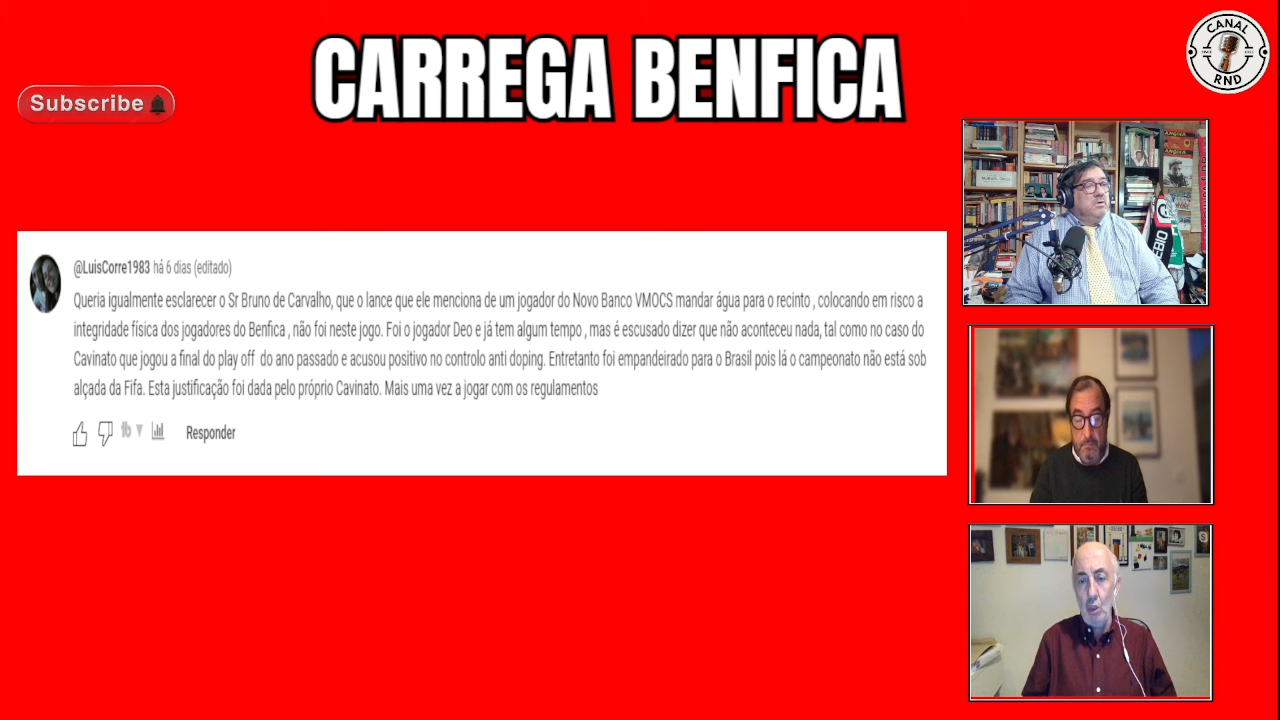 CARREGA BENFICA
CANAL
RND
Subscribe
@LuisCorre1983 há 6 dias (editado)
Queria igualmente esclarecer o Sr Bruno de Carvalho, que o lance que ele menciona de um jogador do Novo Banco VMOCS mandar água para o recinto , colocando em risco a
integridade física dos jogadores do Benfica , não foi neste jogo. Foi o jogador Deo e já tem algum tempo , mas é escusado dizer que não aconteceu nada, tal como no caso do
Cavinato que jogou a final do play off do ano passado e acusou positivo no controlo anti doping. Entretanto foi empandeirado para o Brasil pois lá o campeonato não está sob
alçada da Fifa. Esta justificação foi dada pelo próprio Cavinato. Mais uma vez a jogar com os regulamentos
Responder